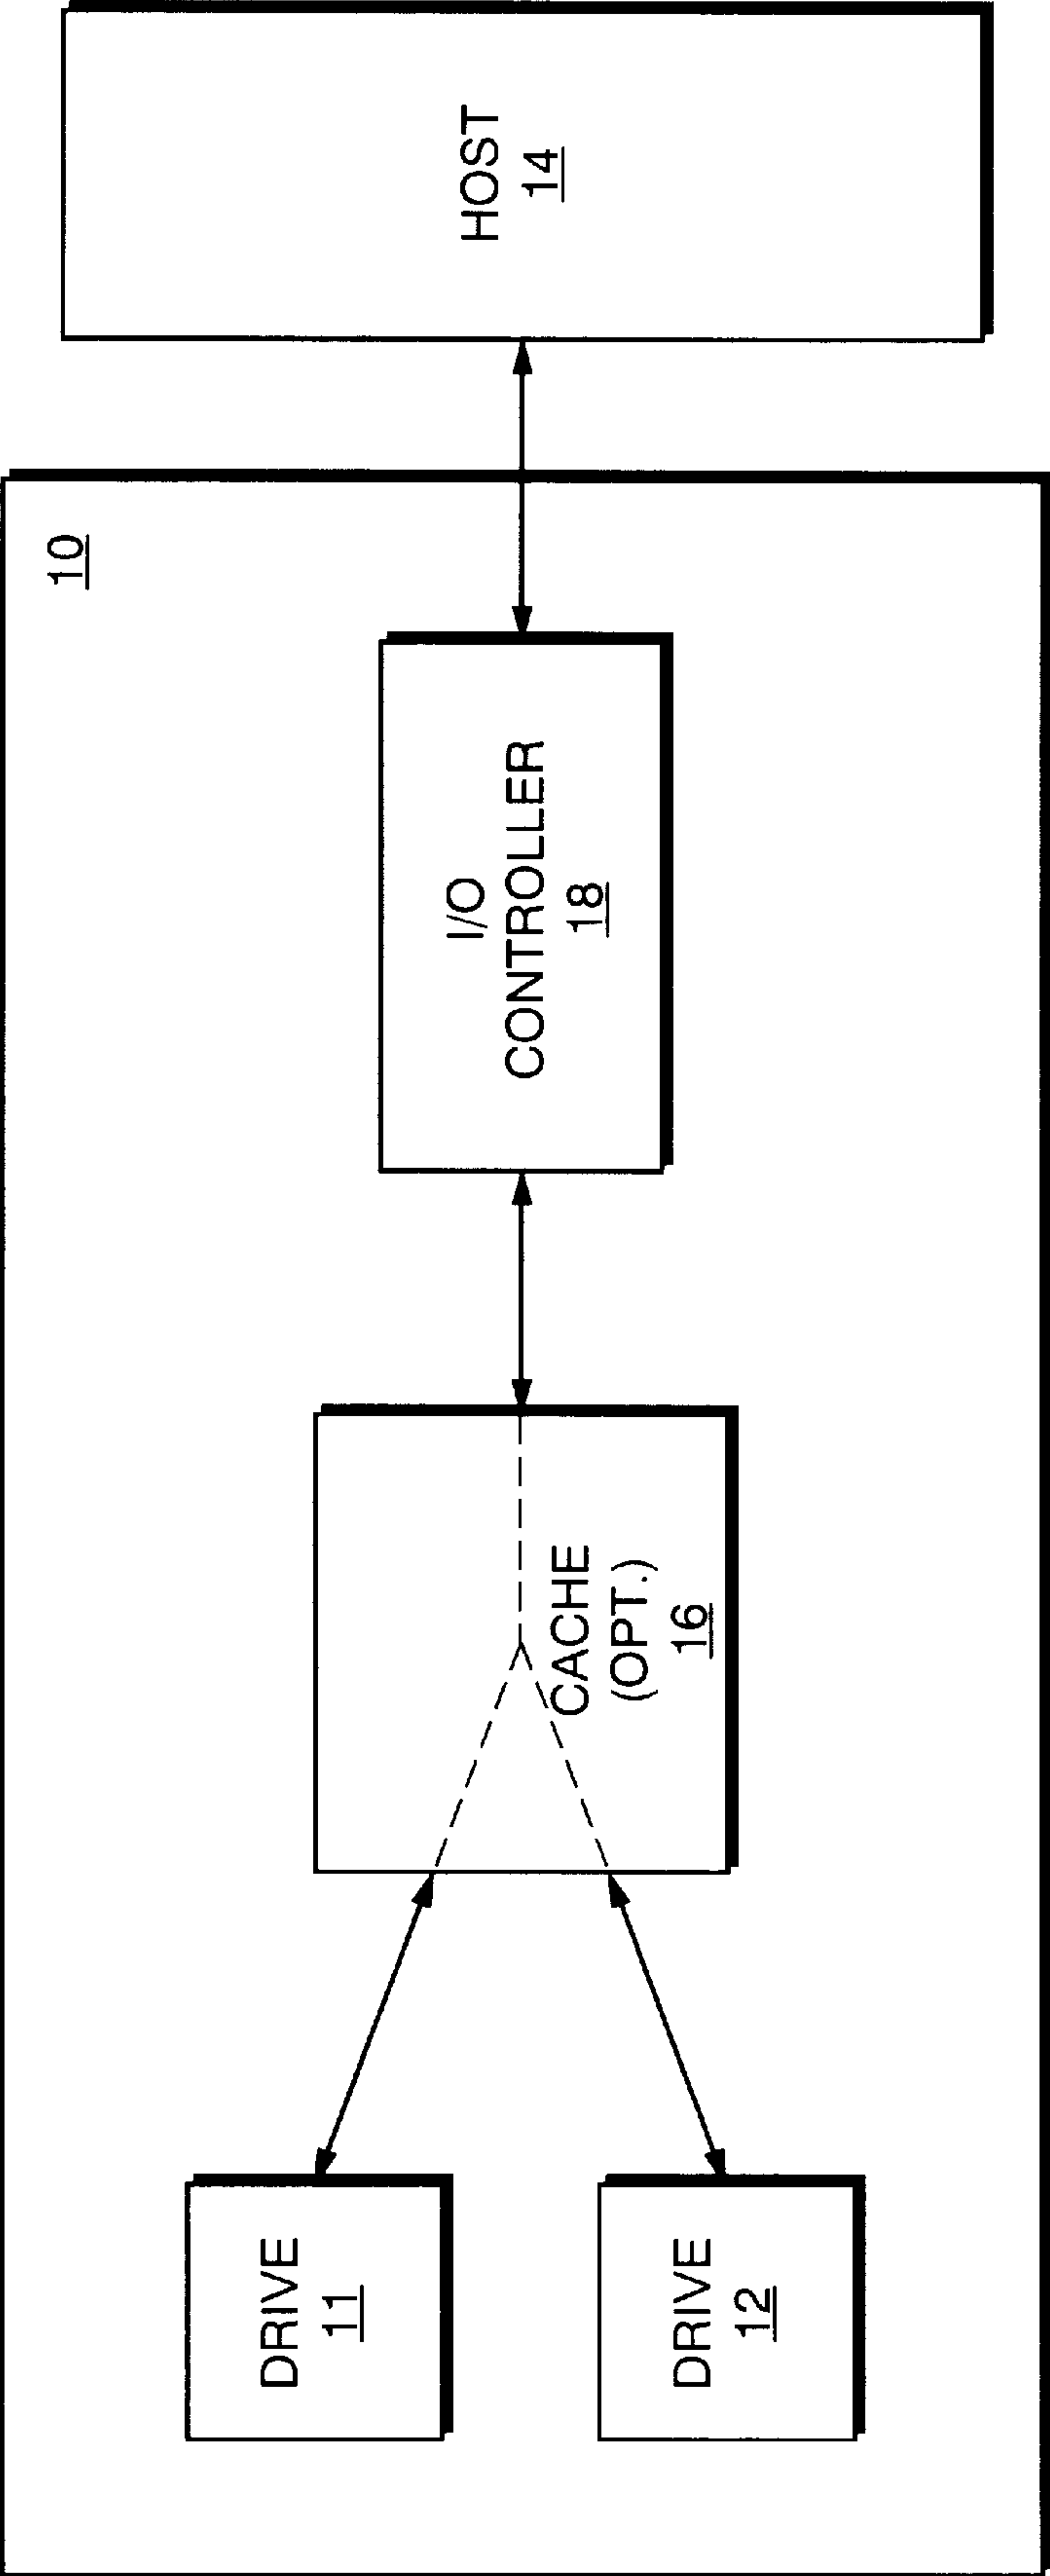 10
DRIVE
11
DRIVE
12
CACHE
(OPT.)
16
I/O
CONTROLLER
18
HOST
14